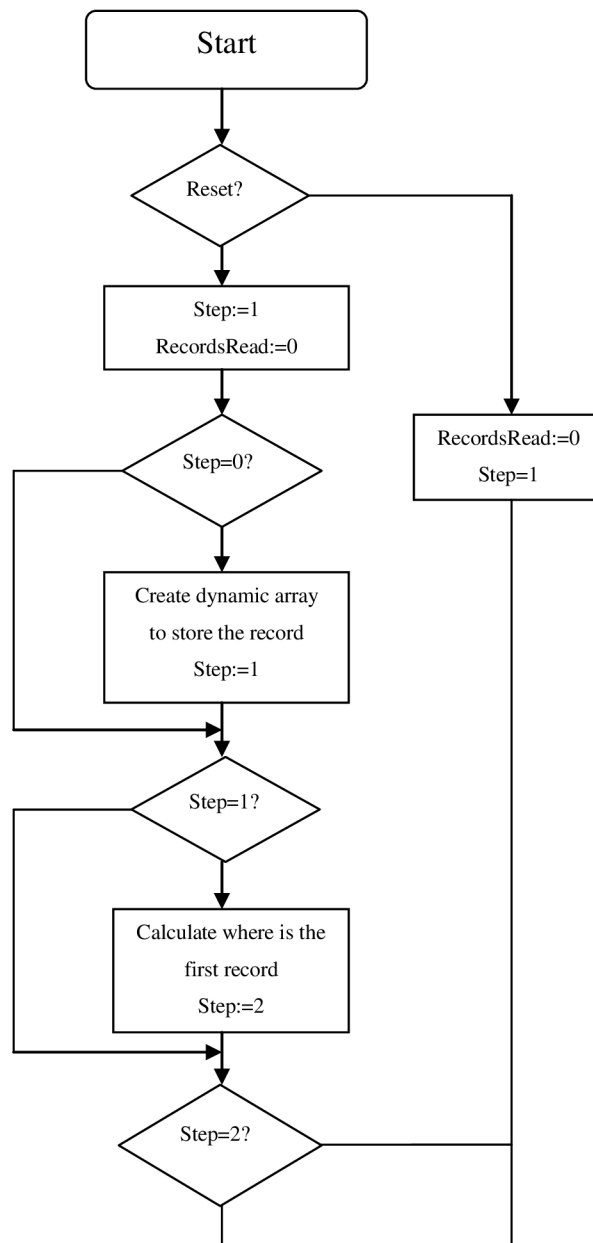 Start
Reset?
Step:=1
RecordsRead:=0
Step=0?
RecordsRead:=0
Step=1
Create dynamic array
to store the record
Step:=1
Step=1?
Calculate where is the
first record
Step:=2
Step=2?